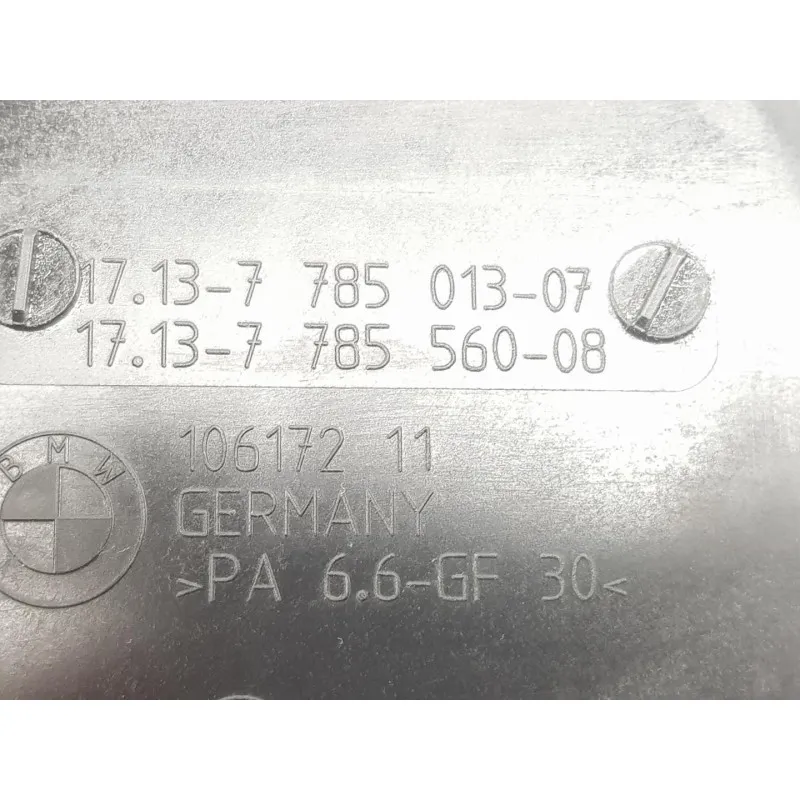 17.13-7 785 013-07
17.13-7 785 560-08
BMW
106172 11
GERMANY
>PA 6.6-GF 30<